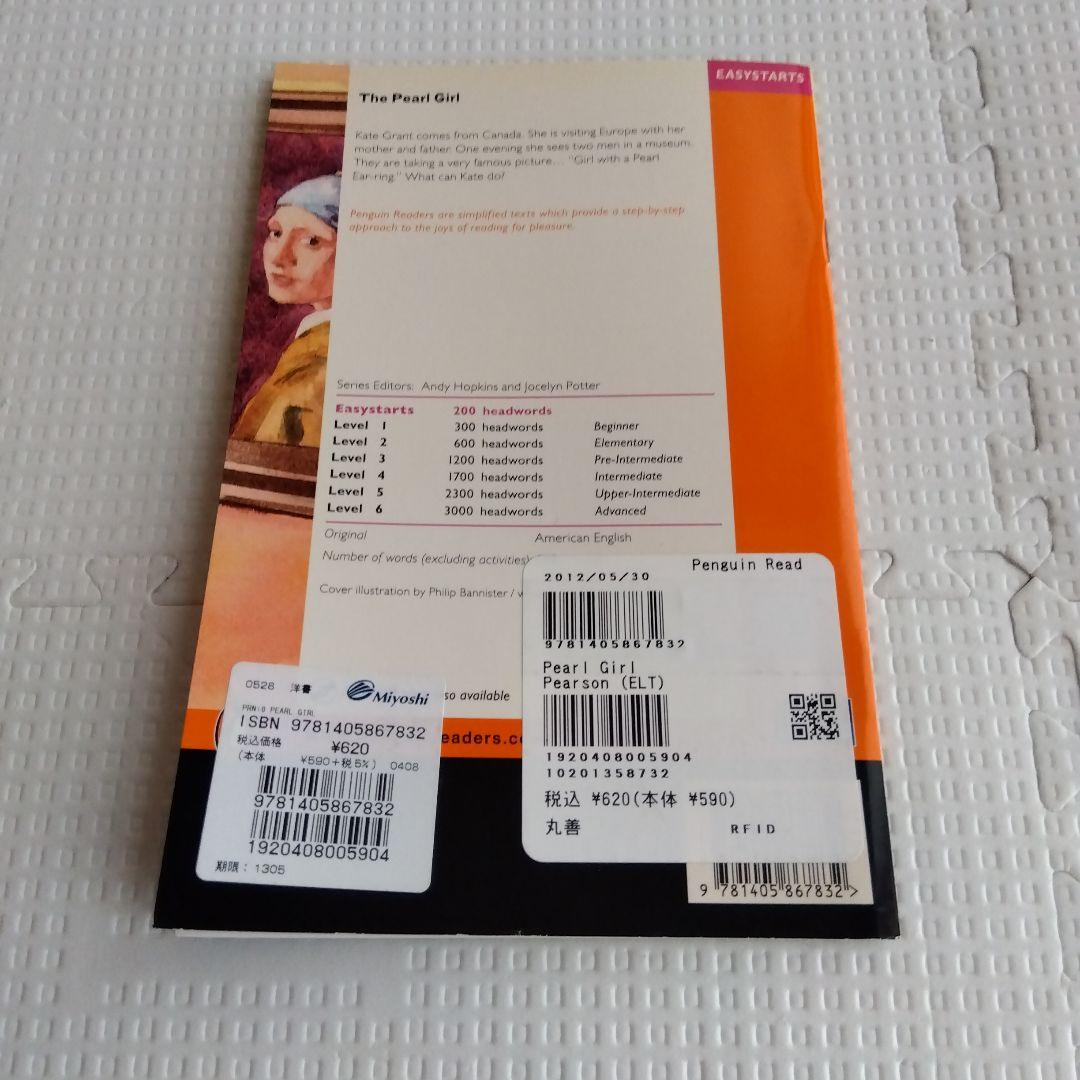 EASYSTARTS
The Pearl Girl
Kate Grant comes from Canada. She is visiting Europe with her
mother and father. One evening she sees two men in a museum.
They are taking a very famous picture... "Girl with a Pearl
Ear-ring." What can Kate do?
Penguin Readers are simplified texts which provide a step-by-step
approach to the joys of reading for pleasure.
Series Editors: Andy Hopkins and Jocelyn Potter
Easystarts 200 headwords
Level 1 300 headwords Beginner
Level 2 600 headwords Elementary
Level 3 1200 headwords Pre-Intermediate
Level 4 1700 headwords Intermediate
Level 5 2300 headwords Upper-Intermediate
Level 6 3000 headwords Advanced
Original American English
Number of words (excluding activities)
Cover illustration by Philip Bannister /
available
0528 洋書 Miyoshi
PRN:0 PEARL GIRL
ISBN 9781405867832
税込価格 ¥620
(本体 ¥590+税5%) 0408
9781405867832
1920408005904
期限: 1305
Penguin Read
2012/05/30
9781405867832
Pearl Girl
Pearson (ELT)
1920408005904
10201358732
税込 ¥620(本体 ¥590)
丸善 RFID
9 781405 867832 >